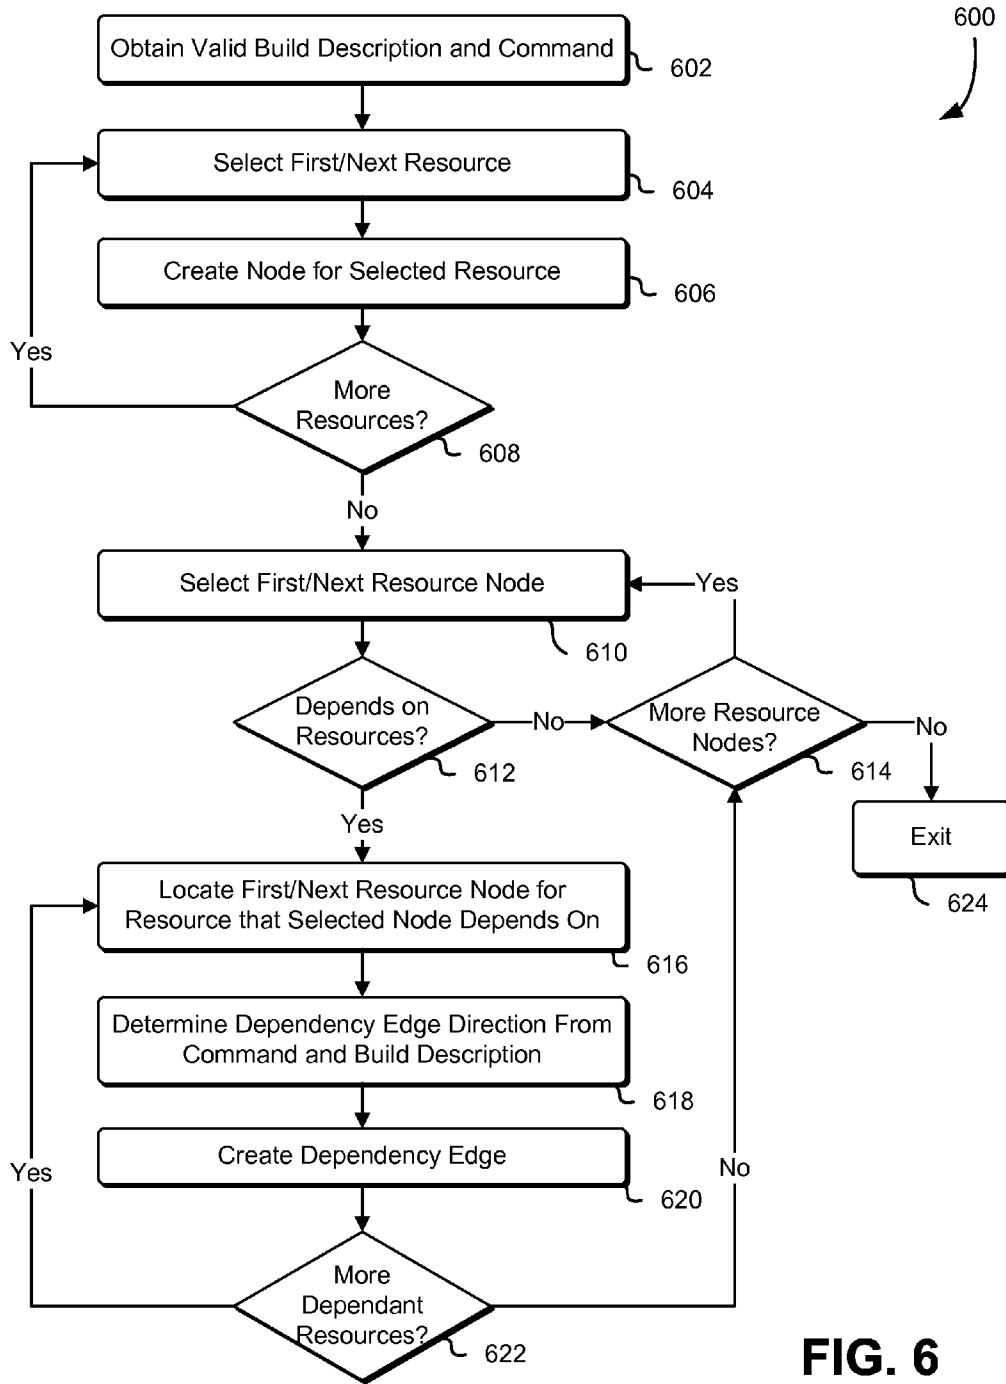 600
Obtain Valid Build Description and Command
602
Select First/Next Resource
604
Create Node for Selected Resource
606
Yes
More
Resources?
608
No
Select First/Next Resource Node
Yes
610
Depends on
Resources?
612
No
More Resource
Nodes?
614
No
Exit
624
Yes
Locate First/Next Resource Node for
Resource that Selected Node Depends On
616
Determine Dependency Edge Direction From
Command and Build Description
618
Create Dependency Edge
620
Yes
No
More
Dependant
Resources?
622
FIG. 6